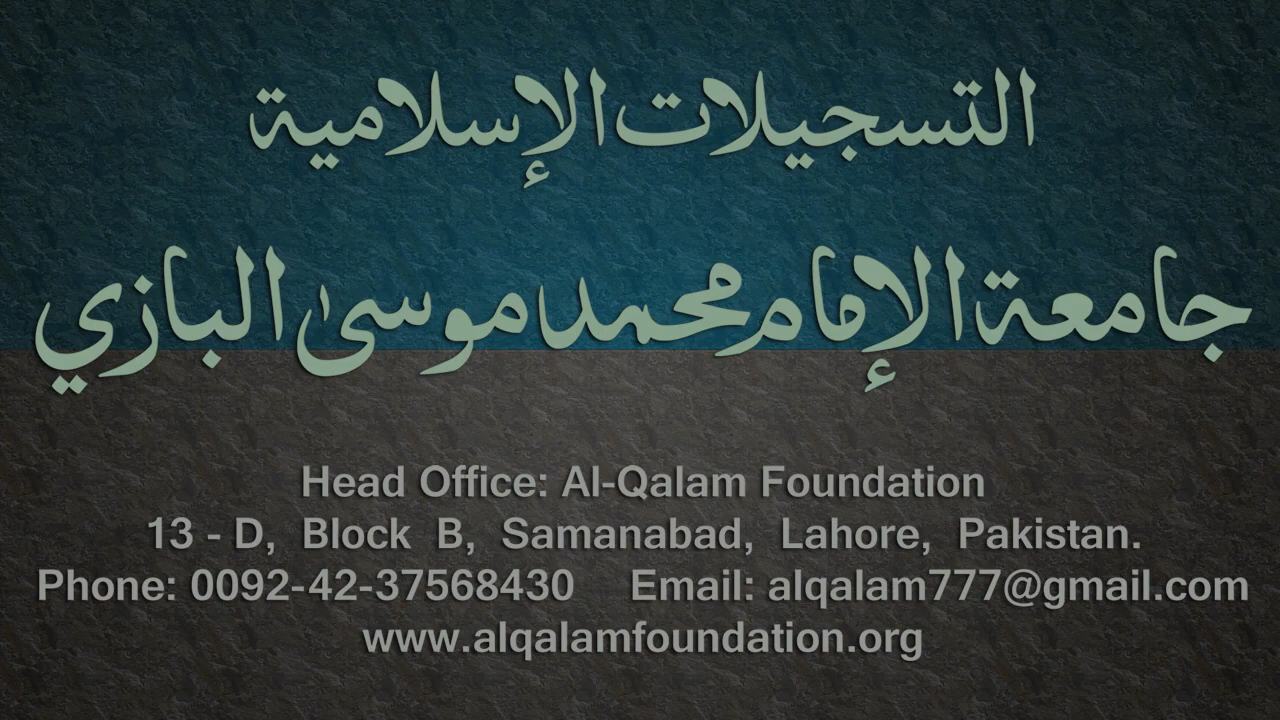 التسجيلات الإسلامية
جامعة الإمام محمد موسىٰ البازي
Head Office: Al-Qalam Foundation
13 - D, Block B, Samanabad, Lahore, Pakistan.
Phone: 0092-42-37568430 Email: alqalam777@gmail.com
www.alqalamfoundation.org